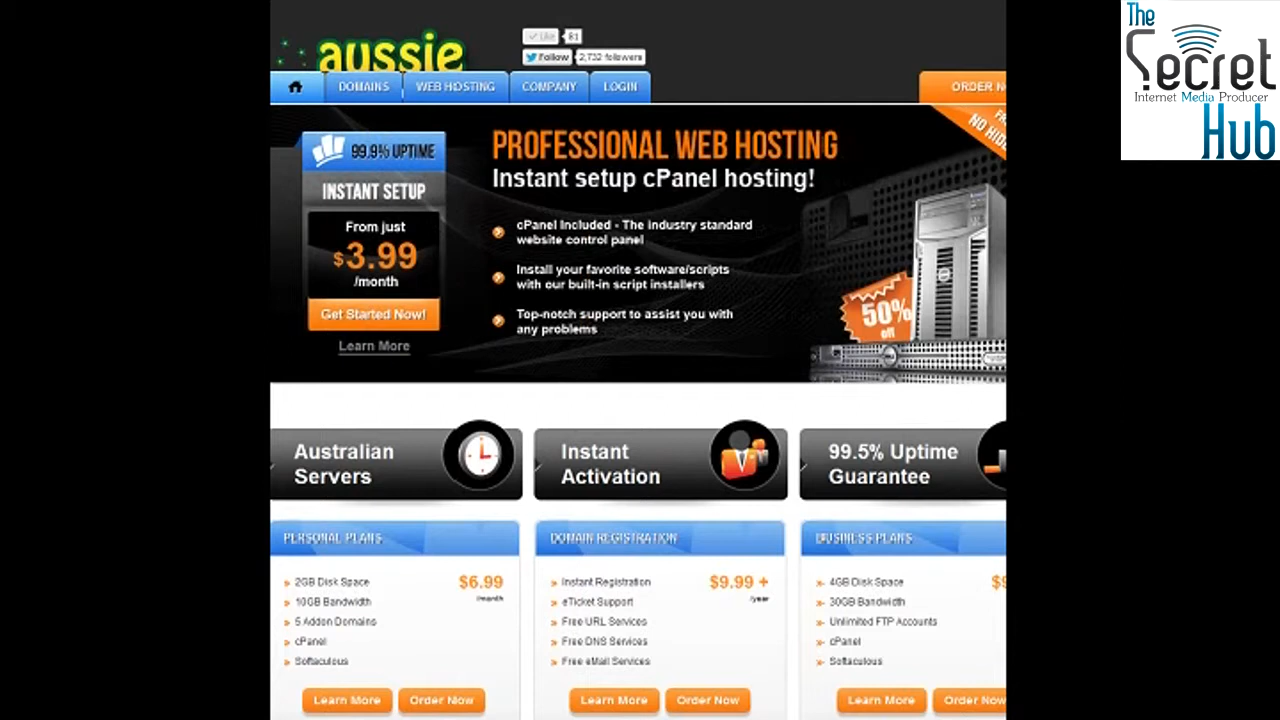 The
Secret
Internet Media Producer
Hub
aussie
Like 81
Follow 2,732 followers
DOMAINS WEB HOSTING COMPANY LOGIN ORDER N
NO HID
99.9% UPTIME
INSTANT SETUP
From just
$3.99
/month
Get Started Now!
Learn More
PROFESSIONAL WEB HOSTING
Instant setup cPanel hosting!
cPanel Included - The industry standard
website control panel
Install your favorite software/scripts
with our built-in script installers
Top-notch support to assist you with
any problems
50%
off
Australian
Servers
Instant
Activation
99.5% Uptime
Guarantee
PERSONAL PLANS
2GB Disk Space $6.99
/month
10GB Bandwidth
5 Addon Domains
cPanel
Softaculous
Learn More Order Now
DOMAIN REGISTRATION
Instant Registration $9.99 +
/year
eTicket Support
Free URL Services
Free DNS Services
Free eMail Services
Learn More Order Now
BUSINESS PLANS
4GB Disk Space $9
30GB Bandwidth
Unlimited FTP Accounts
cPanel
Softaculous
Learn More Order Now